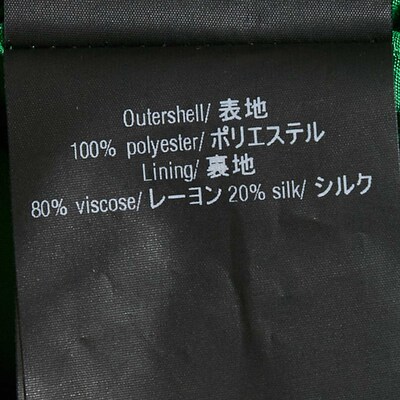 Outershell/ 表地
100% polyester/ ポリエステル
Lining/ 裏地
80% viscose/ レーヨン 20% silk/ シルク